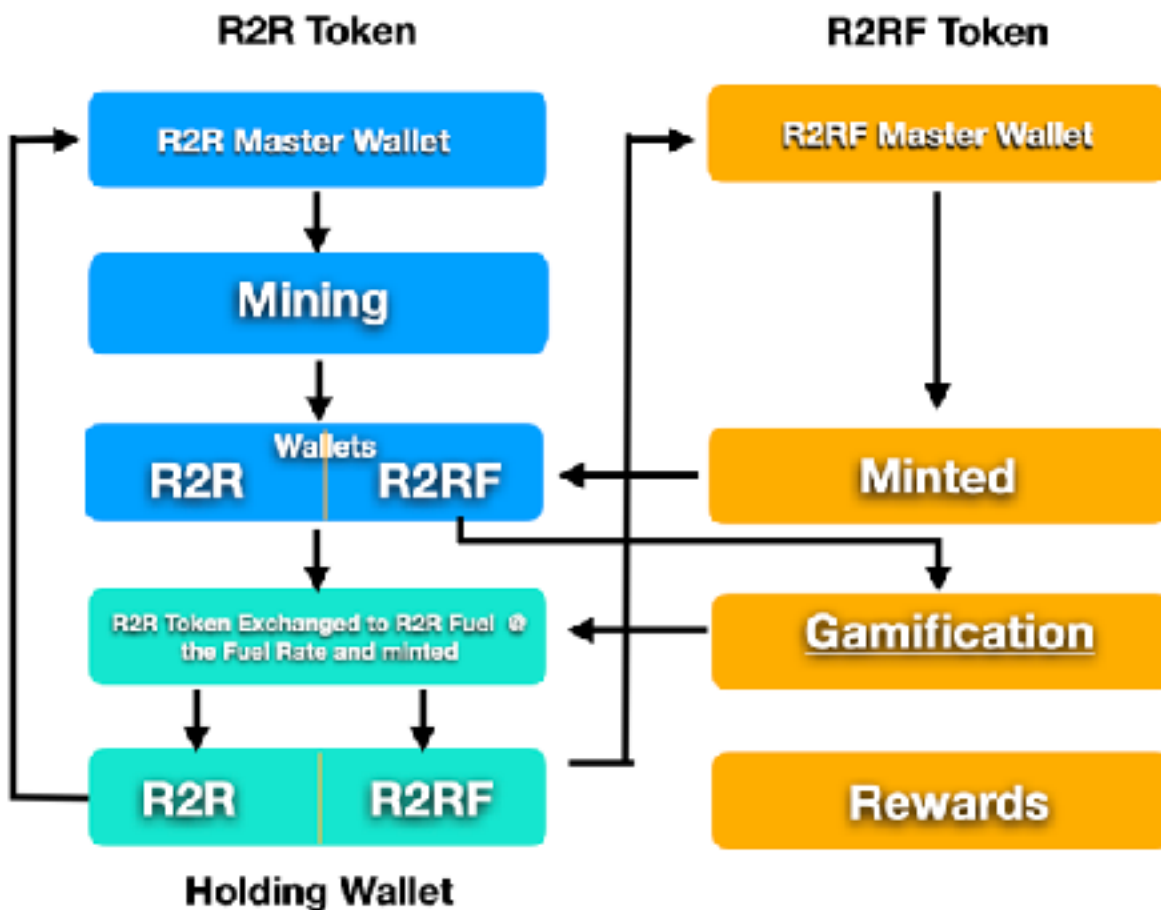 R2R Token
R2RF Token
R2R Master Wallet
R2RF Master Wallet
Mining
Wallets
R2R
R2RF
Minted
R2R Token Exchanged to R2R Fuel @
the Fuel Rate and minted
Gamification
R2R
R2RF
Rewards
Holding Wallet